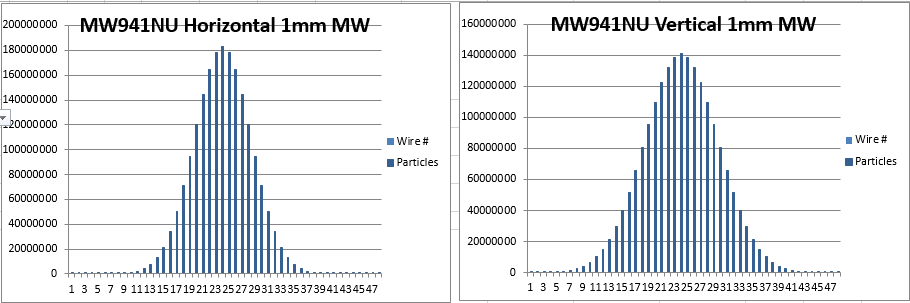 MW941NU Horizontal 1mm MW
200000000
180000000
160000000
140000000
120000000
100000000
80000000
60000000
40000000
20000000
0
1 3 5 7 9 11 13 15 17 19 21 23 25 27 29 31 33 35 37 39 41 43 45 47
Wire #
Particles
MW941NU Vertical 1mm MW
160000000
140000000
120000000
100000000
80000000
60000000
40000000
20000000
0
1 3 5 7 9 11 13 15 17 19 21 23 25 27 29 31 33 35 37 39 41 43 45 47
Wire #
Particles